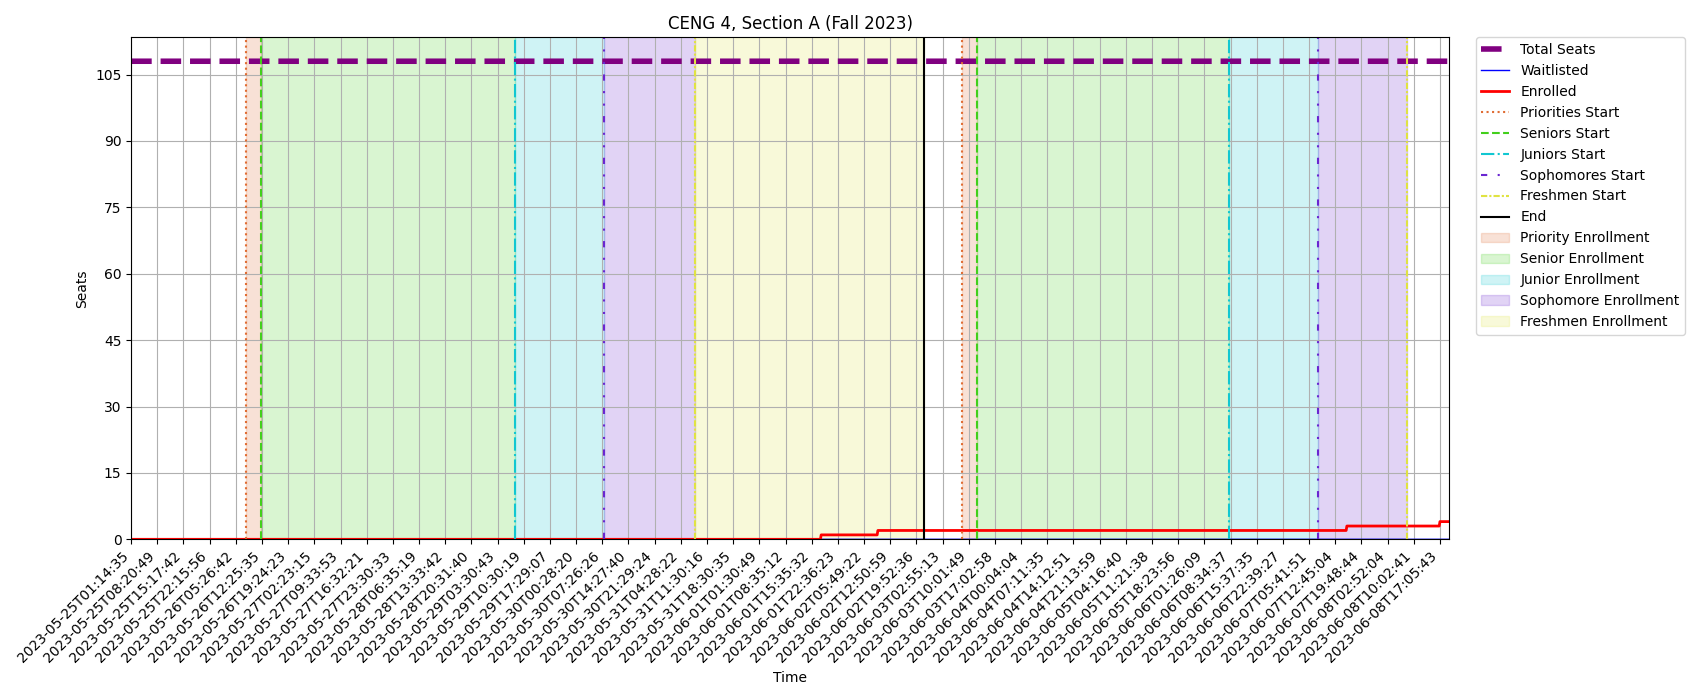 CENG 4, Section A (Fall 2023)
Seats
105
90
75
60
45
30
15
0
2023-05-25T01:14:35
2023-05-25T08:20:49
2023-05-25T15:17:42
2023-05-25T22:15:56
2023-05-26T05:26:42
2023-05-26T12:25:35
2023-05-26T19:24:23
2023-05-27T02:23:15
2023-05-27T09:33:53
2023-05-27T16:32:21
2023-05-27T23:30:33
2023-05-28T06:35:19
2023-05-28T13:33:42
2023-05-28T20:31:40
2023-05-29T03:30:43
2023-05-29T10:30:19
2023-05-29T17:29:07
2023-05-30T00:28:20
2023-05-30T07:26:26
2023-05-30T14:27:40
2023-05-30T21:29:24
2023-05-31T04:28:22
2023-05-31T11:30:16
2023-05-31T18:30:35
2023-06-01T01:30:49
2023-06-01T08:35:12
2023-06-01T15:35:32
2023-06-01T22:36:23
2023-06-02T05:49:22
2023-06-02T12:50:59
2023-06-02T19:52:36
2023-06-03T02:55:13
2023-06-03T10:01:49
2023-06-03T17:02:58
2023-06-04T00:04:04
2023-06-04T07:11:35
2023-06-04T14:12:51
2023-06-04T21:13:59
2023-06-05T04:16:40
2023-06-05T11:21:38
2023-06-05T18:23:56
2023-06-06T01:26:09
2023-06-06T08:34:37
2023-06-06T15:37:35
2023-06-06T22:39:27
2023-06-07T05:41:51
2023-06-07T12:45:04
2023-06-07T19:48:44
2023-06-08T02:52:04
2023-06-08T10:02:41
2023-06-08T17:05:43
Time
Total Seats
Waitlisted
Enrolled
Priorities Start
Seniors Start
Juniors Start
Sophomores Start
Freshmen Start
End
Priority Enrollment
Senior Enrollment
Junior Enrollment
Sophomore Enrollment
Freshmen Enrollment